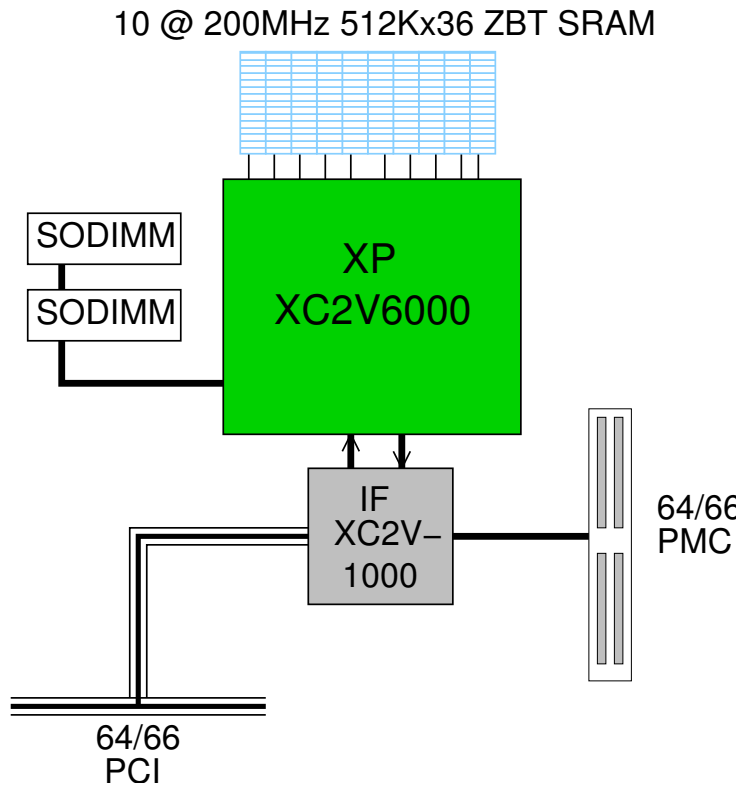 10 @ 200MHz 512Kx36 ZBT SRAM
SODIMM
SODIMM
XP
XC2V6000
IF
XC2V–
1000
64/66
PMC
64/66
PCI